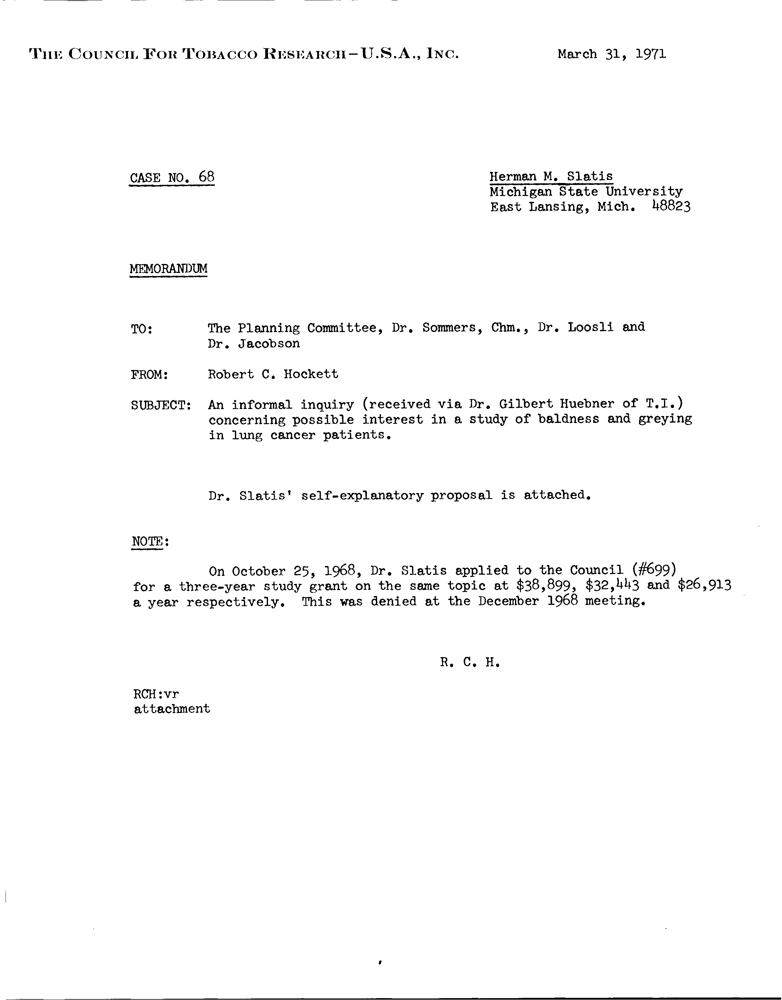 THE COUNCIL FOR TOBACCO RESEARCH-U.S.A., INC. March 31, 1971
CASE NO. 68 Herman M. Slatis
Michigan State University
East Lansing, Mich. 48823
MEMORANDUM
TO: The Planning Committee, Dr. Sommers, Chm., Dr. Loosli and
Dr. Jacobson
FROM: Robert C. Hockett
SUBJECT: An informal inquiry (received via Dr. Gilbert Huebner of T.I.)
concerning possible interest in a study of baldness and greying
in lung cancer patients.
Dr. Slatis' self-explanatory proposal is attached.
NOTE:
On October 25, 1968, Dr. Slatis applied to the Council (#699)
for a three-year study grant on the same topic at $38,899, $32,443 and $26,913
a year respectively. This was denied at the December 1968 meeting.
R. C. H.
RCH:vr
attachment